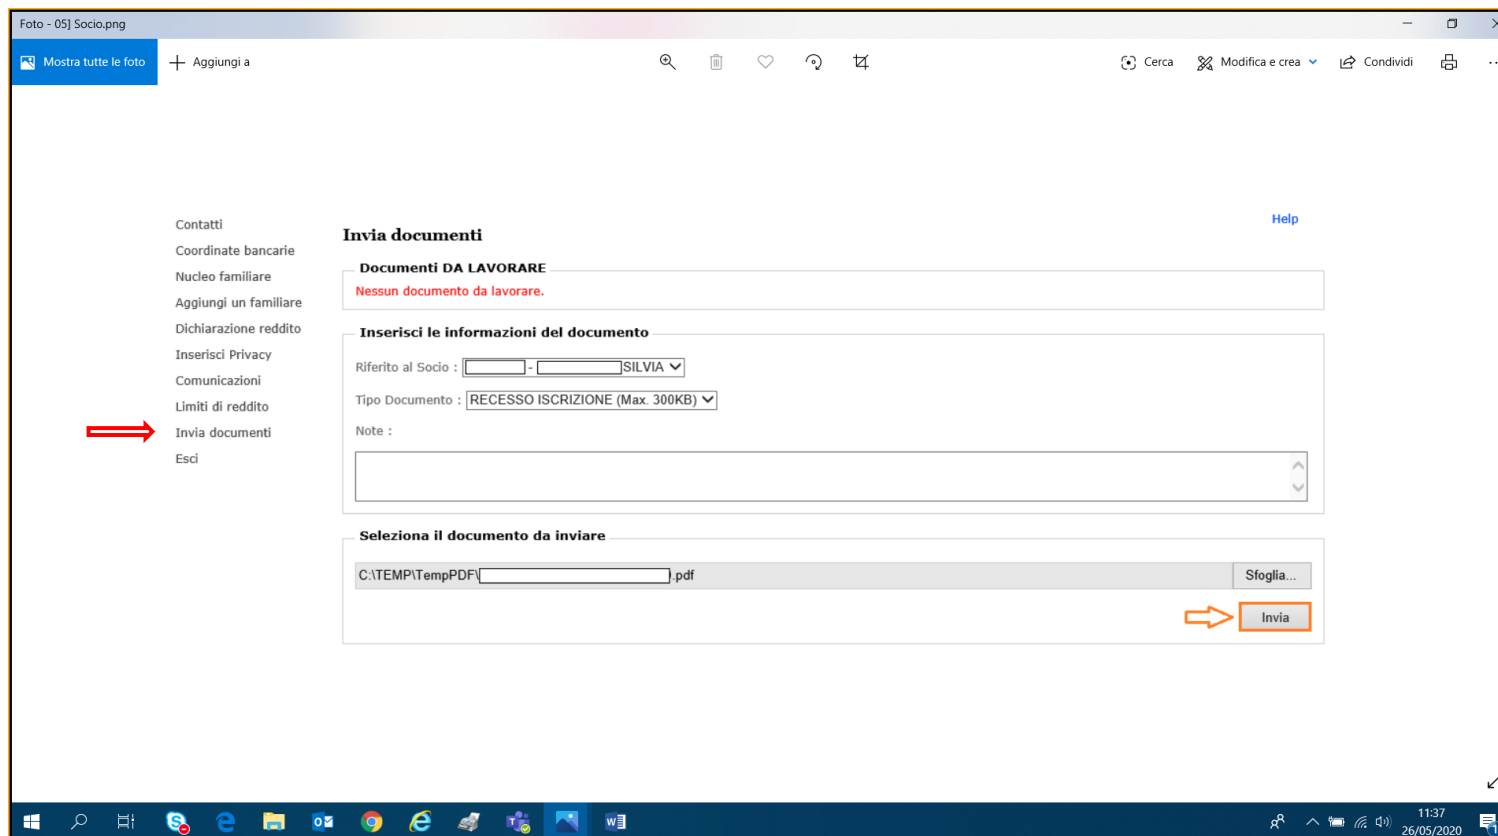 Foto - 05] Socio.png
Mostra tutte le foto
Aggiungi a
Cerca
Modifica e crea
Condividi
Help
Contatti
Coordinate bancarie
Nucleo familiare
Aggiungi un familiare
Dichiarazione reddito
Inserisci Privacy
Comunicazioni
Limiti di reddito
Invia documenti
Esci
Invia documenti
Documenti DA LAVORARE
Nessun documento da lavorare.
Inserisci le informazioni del documento
Riferito al Socio : - SILVIA
Tipo Documento : RECESSO ISCRIZIONE (Max. 300KB)
Note :
Seleziona il documento da inviare
C:\TEMP\TempPDF\ .pdf
Sfoglia...
Invia
11:37
26/05/2020